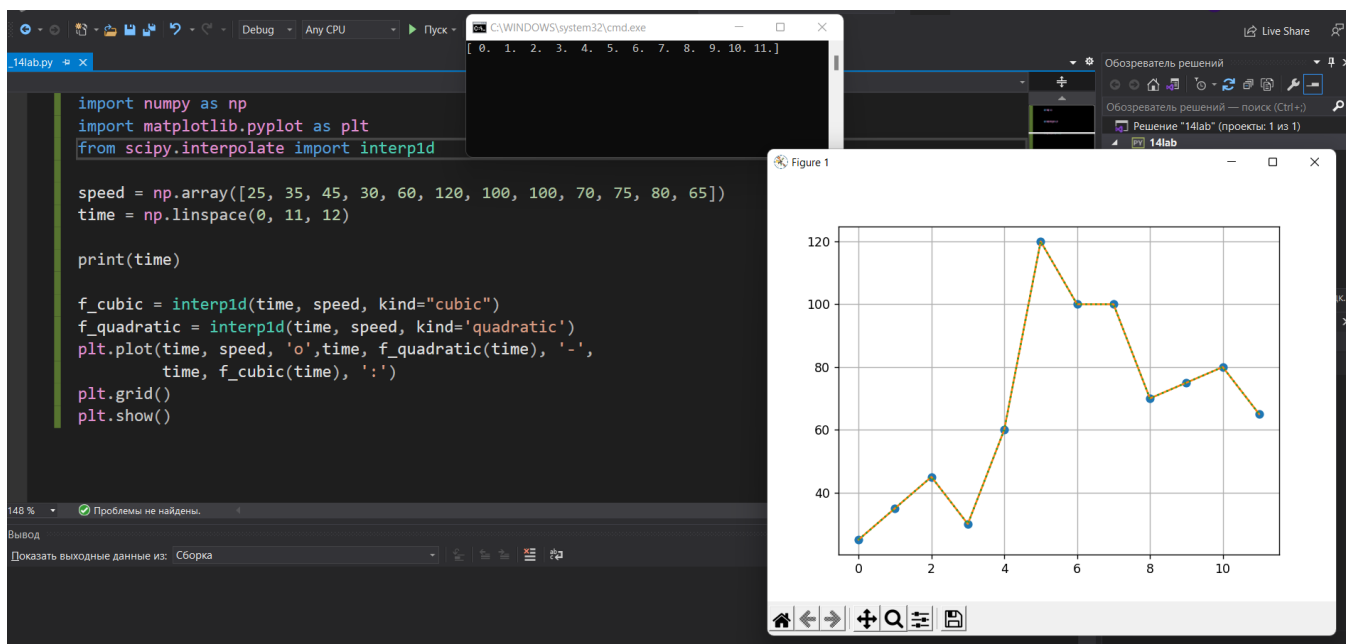 Debug Any CPU Пуск
C:\WINDOWS\system32\cmd.exe
Live Share
_14lab.py
[ 0. 1. 2. 3. 4. 5. 6. 7. 8. 9. 10. 11.]
Обозреватель решений
Обозреватель решений — поиск (Ctrl+;)
Решение "14lab" (проекты: 1 из 1)
PY 14lab
import numpy as np
import matplotlib.pyplot as plt
from scipy.interpolate import interp1d
speed = np.array([25, 35, 45, 30, 60, 120, 100, 100, 70, 75, 80, 65])
time = np.linspace(0, 11, 12)
print(time)
f_cubic = interp1d(time, speed, kind="cubic")
f_quadratic = interp1d(time, speed, kind='quadratic')
plt.plot(time, speed, 'o',time, f_quadratic(time), '-',
time, f_cubic(time), ':')
plt.grid()
plt.show()
148 % Проблемы не найдены.
Вывод
Показать выходные данные из: Сборка
Figure 1
120
100
80
60
40
0 2 4 6 8 10